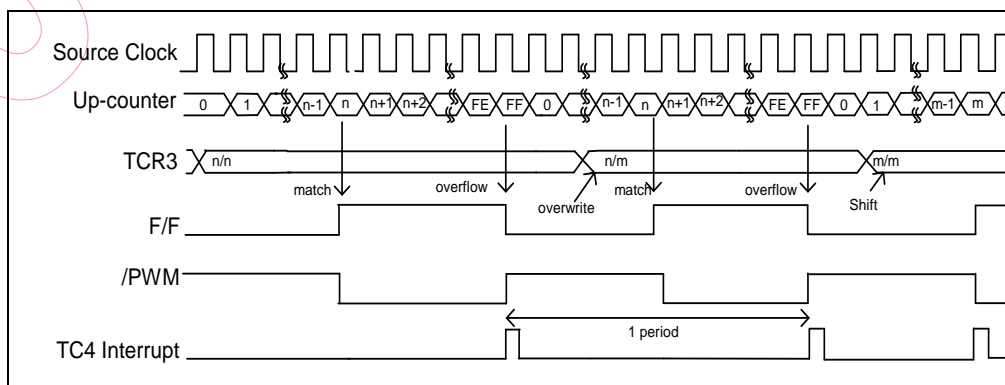 Source Clock
Up-counter 0 1 n-1 n n+1 n+2 FE FF 0 n-1 n n+1 n+2 FE FF 0 1 m-1 m
TCR3 n/n n/m m/m
match overflow overwrite match overflow Shift
F/F
/PWM
1 period
TC4 Interrupt